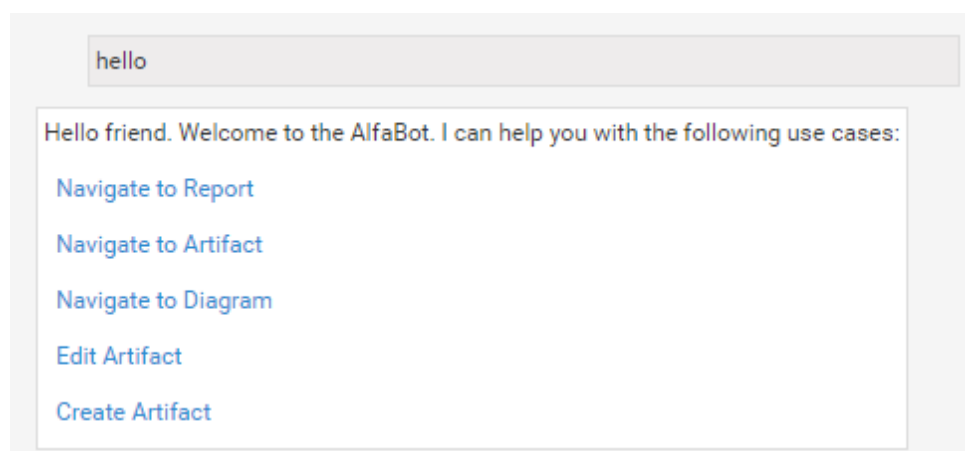 hello
Hello friend. Welcome to the AlfaBot. I can help you with the following use cases:
Navigate to Report
Navigate to Artifact
Navigate to Diagram
Edit Artifact
Create Artifact